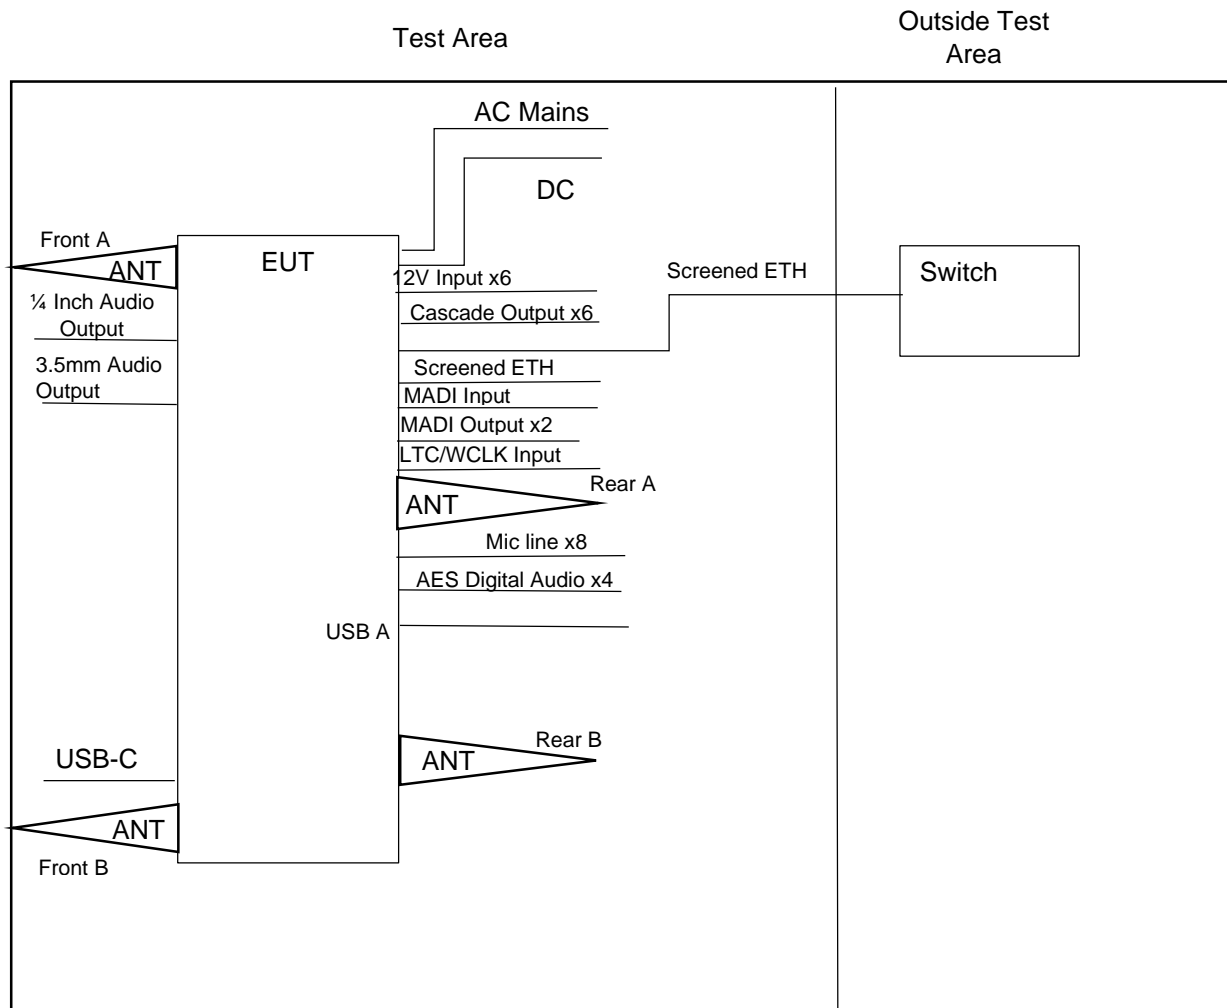 Test Area
Outside Test
Area
AC Mains
DC
Front A
ANT
EUT
12V Input x6
Screened ETH
Switch
¼ Inch Audio
Output
Cascade Output x6
3.5mm Audio
Output
Screened ETH
MADI Input
MADI Output x2
LTC/WCLK Input
Rear A
ANT
Mic line x8
AES Digital Audio x4
USB A
Rear B
ANT
USB-C
ANT
Front B